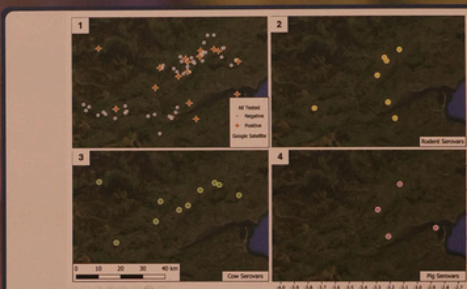 1
All Tested
Negative
Positive
Google Satellite
2
Rodent Serovars
3
0 10 20 30 40 km
Cow Serovars
4
Pig Serovars